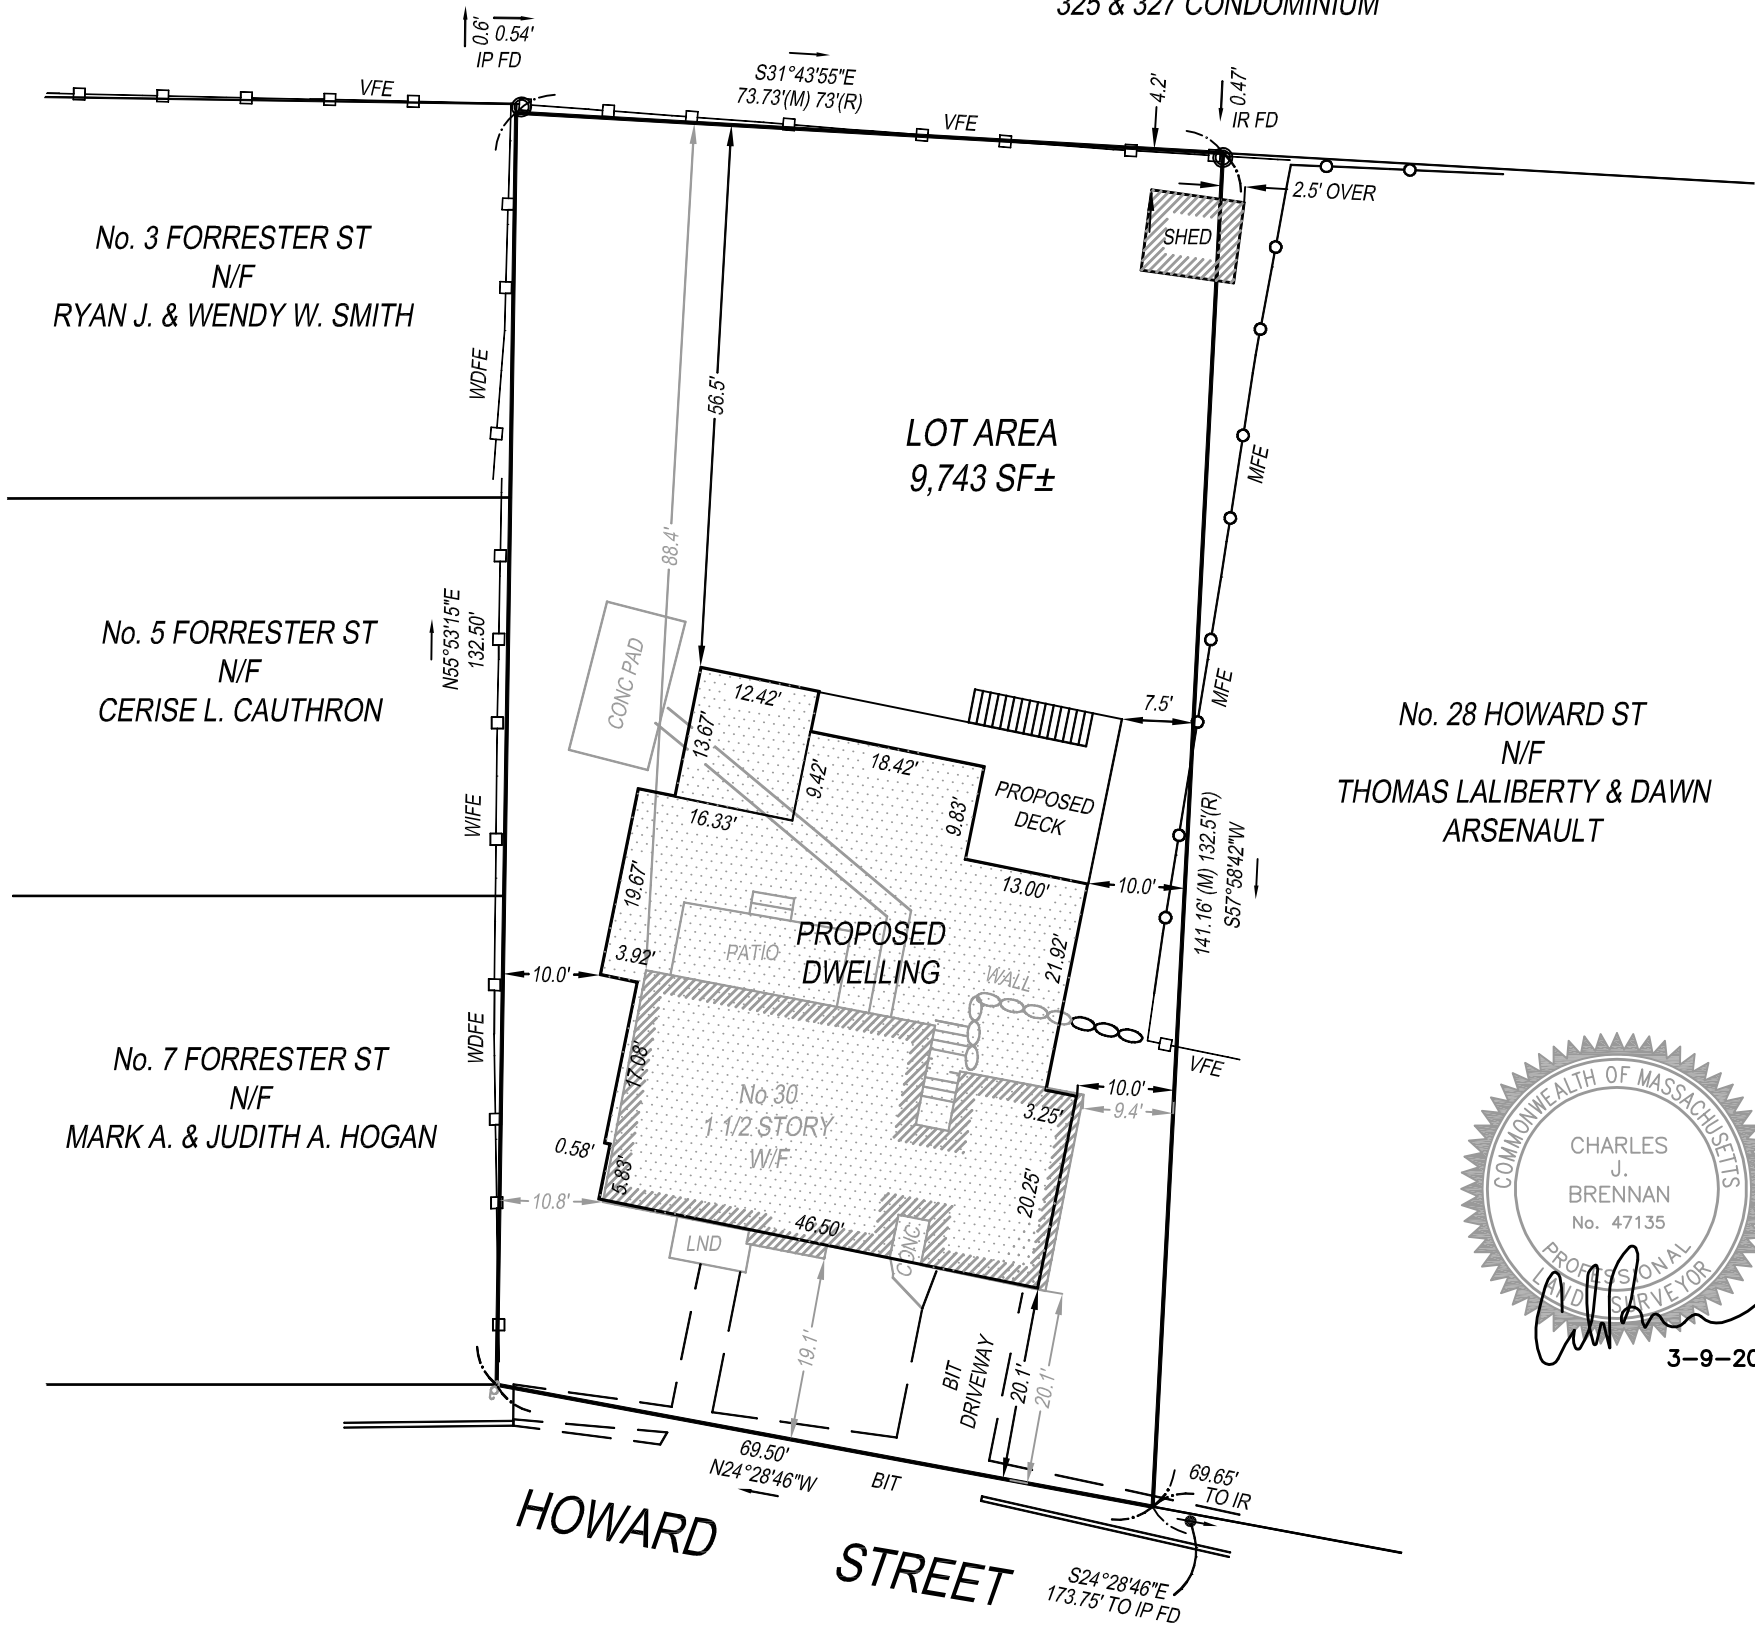 325 & 327 CONDOMINIUM
0.6'
0.54'
IP FD
VFE
S31°43'55"E
73.73'(M) 73'(R)
VFE
4.2'
0.47'
IR FD
2.5' OVER
SHED
No. 3 FORRESTER ST
N/F
RYAN J. & WENDY W. SMITH
WDFE
56.5'
88.4'
LOT AREA
9,743 SF±
MFE
No. 5 FORRESTER ST
N/F
CERISE L. CAUTHRON
N55°53'15"E
132.50'
CONC PAD
12.42'
13.67'
9.42'
18.42'
16.33'
9.83'
PROPOSED
DECK
7.5'
MFE
13.00'
10.0'
141.16' (M) 132.5'(R)
S57°58'42"W
No. 28 HOWARD ST
N/F
THOMAS LALIBERTY & DAWN
ARSENAULT
WIFE
19.67'
3.92'
10.0'
PATIO
PROPOSED
DWELLING
WALL
21.92'
WDFE
No. 7 FORRESTER ST
N/F
MARK A. & JUDITH A. HOGAN
17.08'
No 30
1 1/2 STORY
W/F
3.25'
10.0'
9.4'
VFE
0.58'
5.83'
10.8'
46.50'
20.25'
LND
CONC.
19.1'
BIT
DRIVEWAY
20.1'
20.1'
69.50'
N24°28'46"W
BIT
69.65'
TO IR
HOWARD STREET
S24°28'46"E
173.75' TO IP FD
COMMONWEALTH OF MASSACHUSETTS
CHARLES
J.
BRENNAN
No. 47135
PROFESSIONAL
LAND SURVEYOR
3-9-20